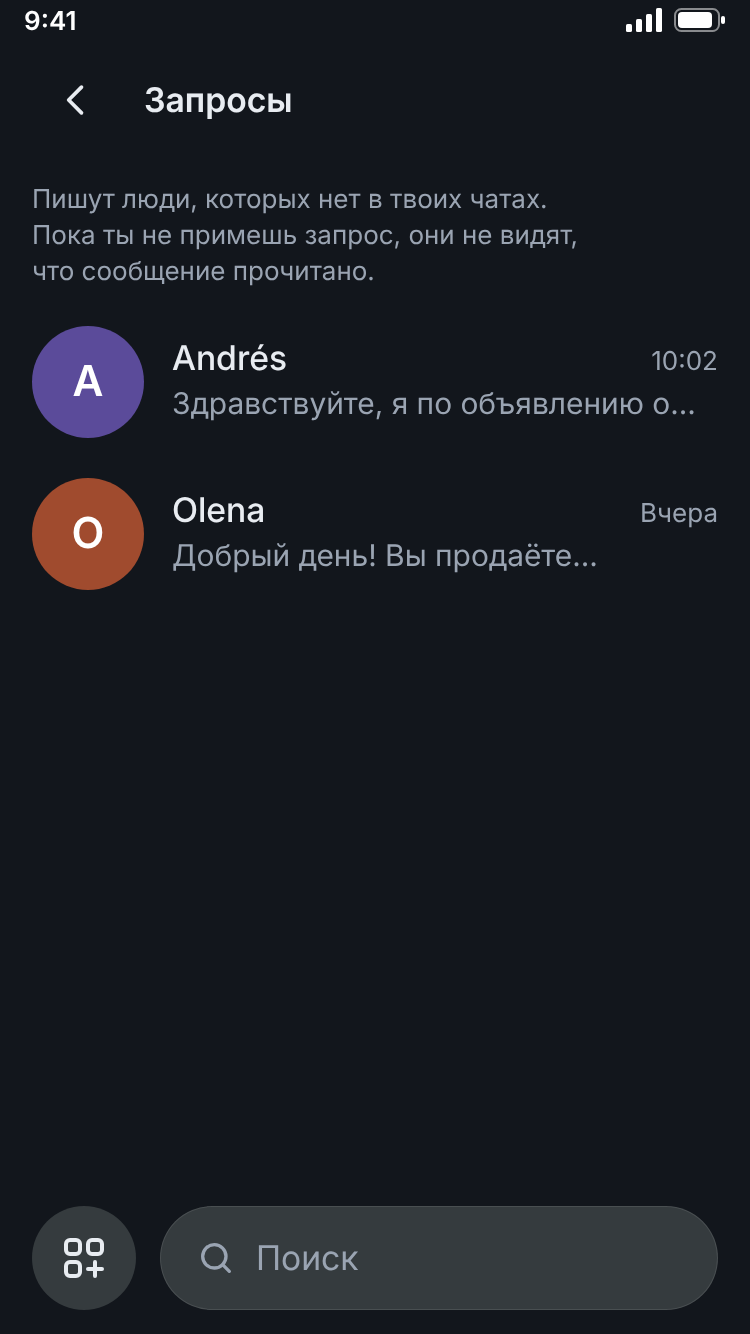 9:41
Запросы
Пишут люди, которых нет в твоих чатах.
Пока ты не примешь запрос, они не видят,
что сообщение прочитано.
A
Andrés
10:02
Здравствуйте, я по объявлению о...
O
Olena
Вчера
Добрый день! Вы продаёте...
Поиск